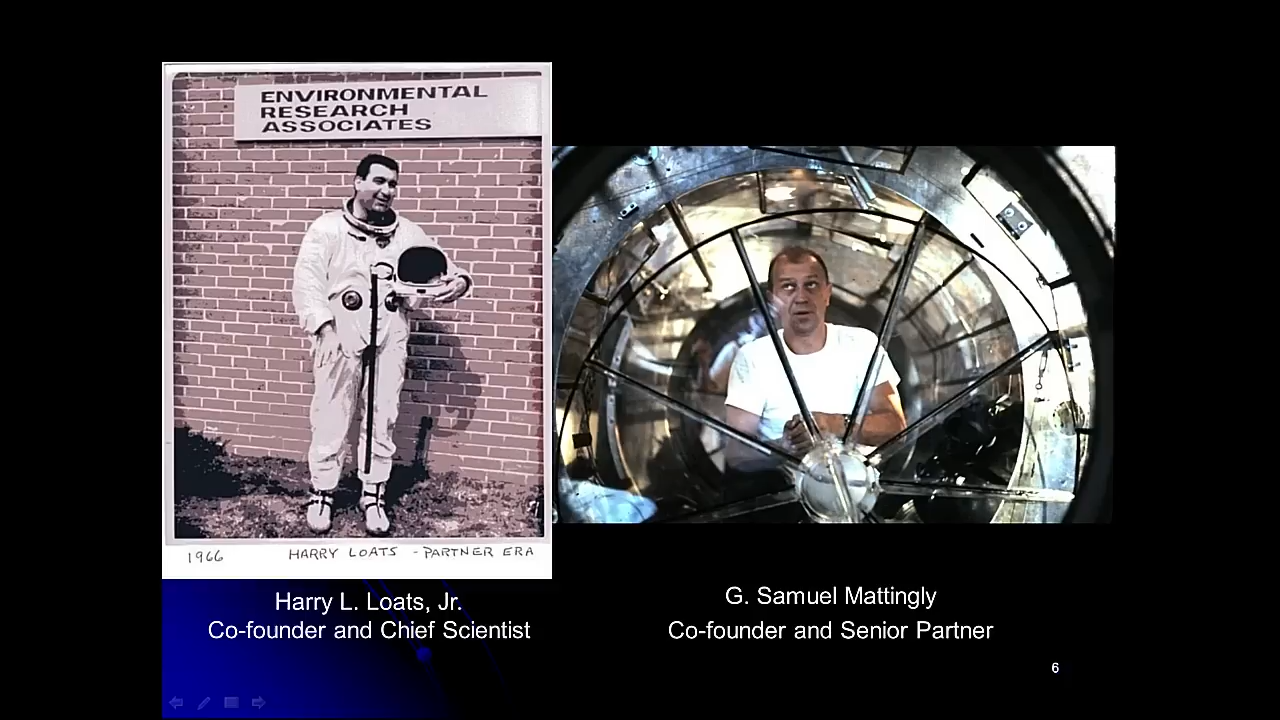 ENVIRONMENTAL
RESEARCH
ASSOCIATES
1966 HARRY LOATS - PARTNER ERA
Harry L. Loats, Jr.
Co-founder and Chief Scientist
G. Samuel Mattingly
Co-founder and Senior Partner
6